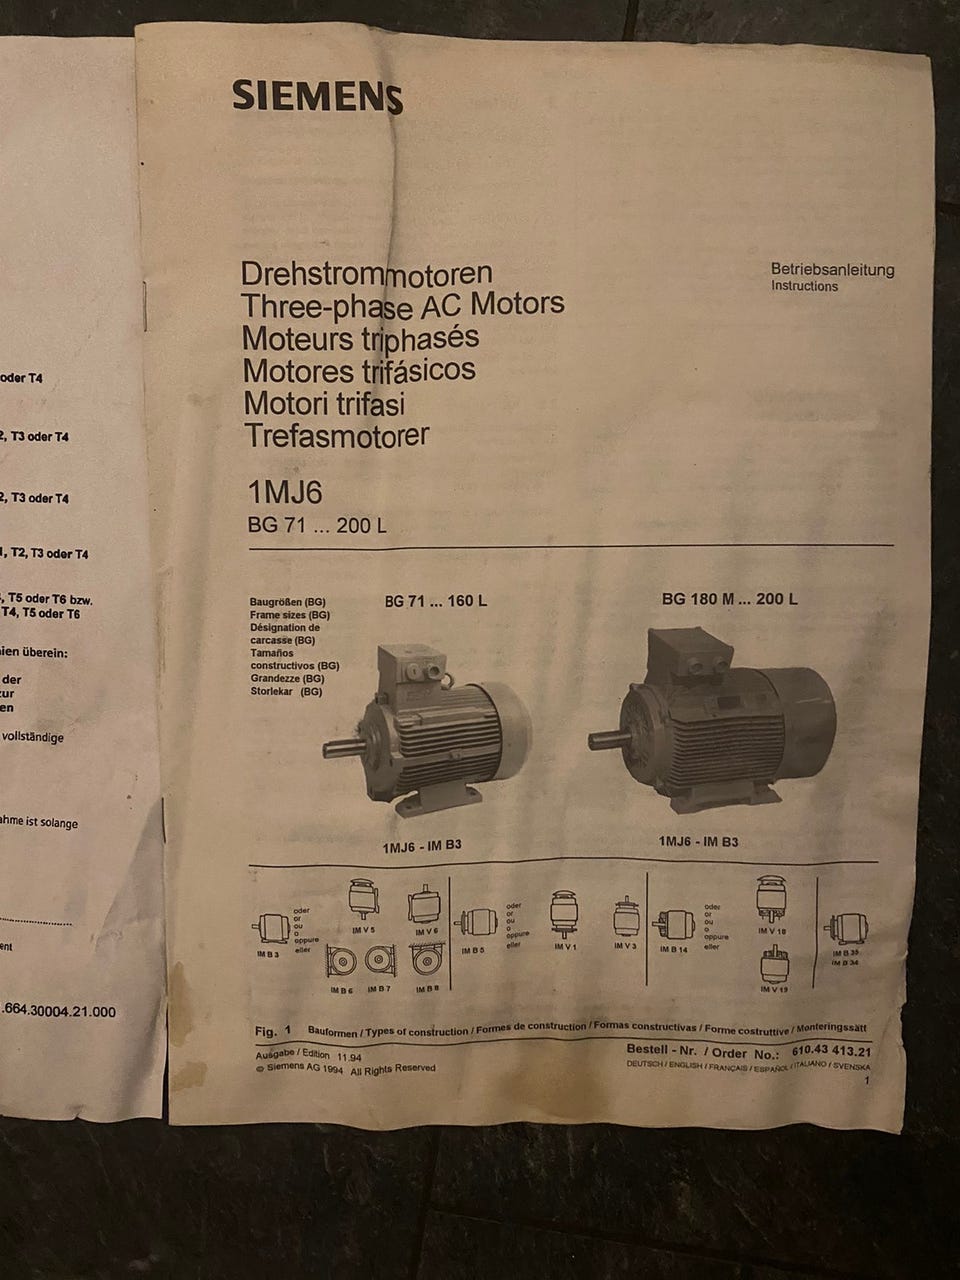 oder T4
2, T3 oder T4
2, T3 oder T4
1, T2, T3 oder T4
, T5 oder T6 bzw.
T4, T5 oder T6
ien überein:
der
zur
en
vollständige
ahme ist solange
ent
.664.30004.21.000
SIEMENS
Drehstrommotoren
Three-phase AC Motors
Moteurs triphasés
Motores trifásicos
Motori trifasi
Trefasmotorer
Betriebsanleitung
Instructions
1MJ6
BG 71 ... 200 L
Baugrößen (BG)
Frame sizes (BG)
Désignation de
carcasse (BG)
Tamaños
constructivos (BG)
Grandezze (BG)
Storlekar (BG)
BG 71 ... 160 L
BG 180 M ... 200 L
1MJ6 - IM B3
1MJ6 - IM B3
IM B 3
oder
or
ou
o
oppure
eller
IM V 5
IM V 6
IM B 6
IM B 7
IM B 8
IM B 5
oder
or
ou
o
oppure
eller
IM V 1
IM V 3
IM B 14
oder
or
ou
o
oppure
eller
IM V 18
IM V 19
IM B 35
IM B 34
Fig. 1 Bauformen / Types of construction / Formes de construction / Formas constructivas / Forme costruttive / Monteringssätt
Ausgabe / Edition 11.94
© Siemens AG 1994 All Rights Reserved
Bestell - Nr. / Order No.: 610.43 413.21
DEUTSCH / ENGLISH / FRANÇAIS / ESPAÑOL / ITALIANO / SVENSKA
1